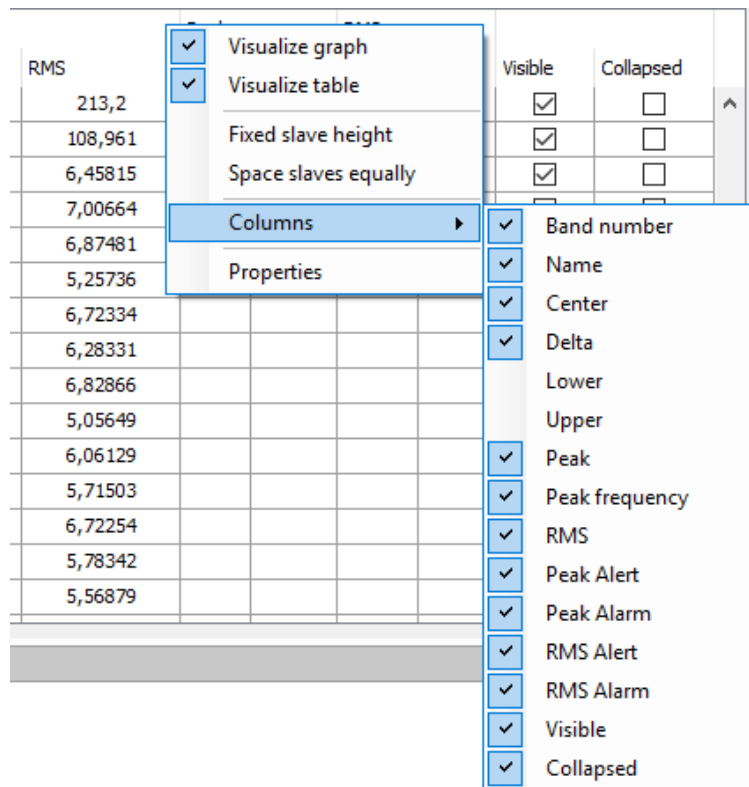 RMS
Visible Collapsed
213,2
108,961
6,45815
7,00664
6,87481
5,25736
6,72334
6,28331
6,82866
5,05649
6,06129
5,71503
6,72254
5,78342
5,56879
Visualize graph
Visualize table
Fixed slave height
Space slaves equally
Columns
Properties
Band number
Name
Center
Delta
Lower
Upper
Peak
Peak frequency
RMS
Peak Alert
Peak Alarm
RMS Alert
RMS Alarm
Visible
Collapsed